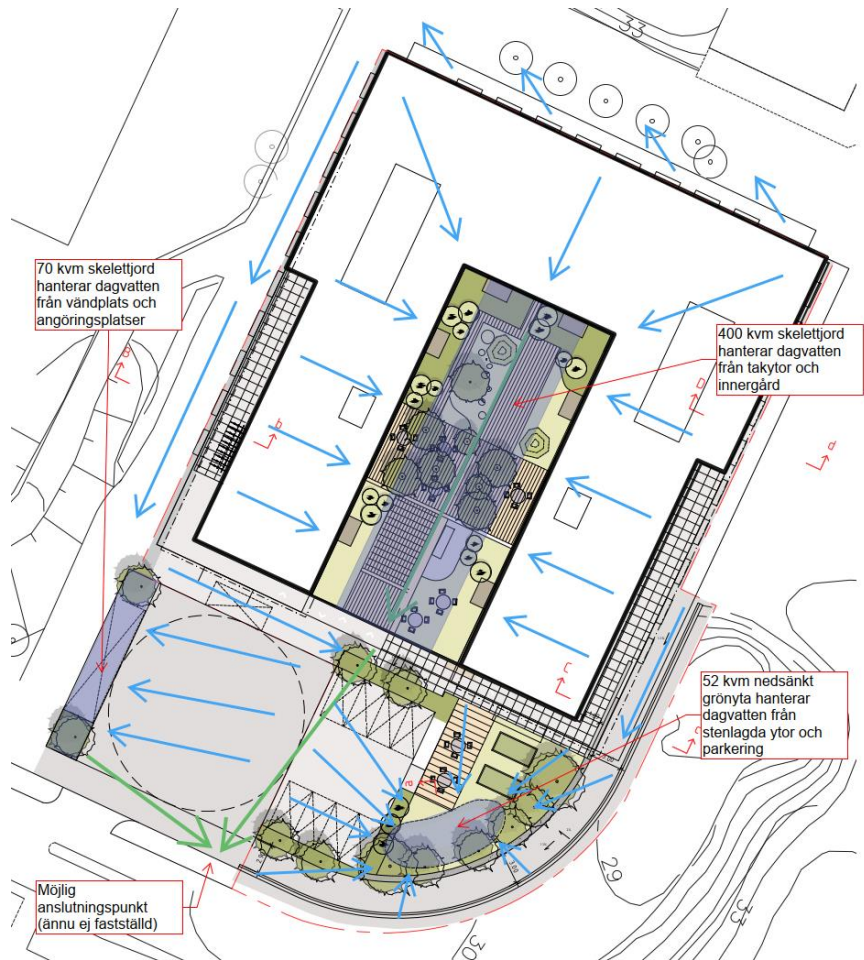 33
70 kvm skelettjord
hanterar dagvatten
från vändplats och
angöringsplatser
400 kvm skelettjord
hanterar dagvatten
från takytor och
innergård
B
b
D
d
c
52 kvm nedsänkt
grönyta hanterar
dagvatten från
stenlagda ytor och
parkering
a
29
33
30
Möjlig
anslutningspunkt
(ännu ej fastställd)